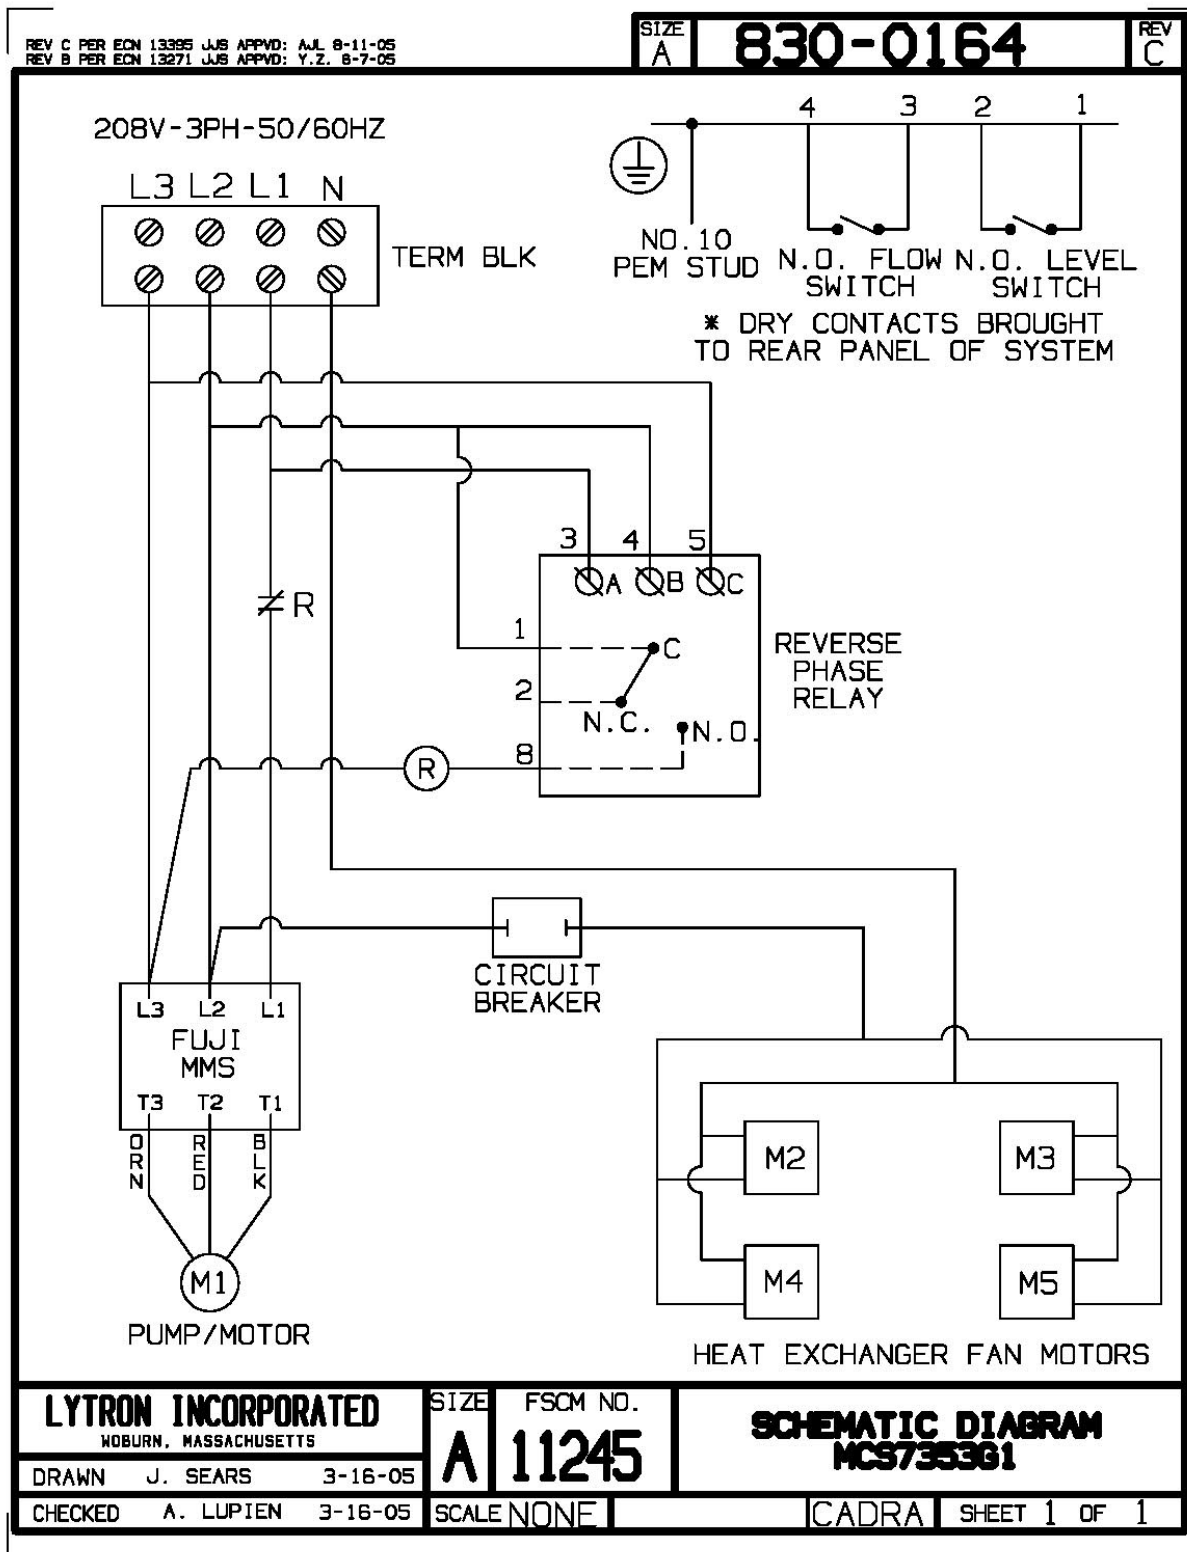 REV C PER ECN 13395 JJS APPVD: AJL 8-11-05
REV B PER ECN 13271 JJS APPVD: Y.Z. 6-7-05
SIZE
A
830-0164
REV
C
208V-3PH-50/60HZ
L3 L2 L1 N
TERM BLK
4 3 2 1
NO.10
PEM STUD
N.O. FLOW
SWITCH
N.O. LEVEL
SWITCH
* DRY CONTACTS BROUGHT
TO REAR PANEL OF SYSTEM
3 4 5
A B C
R
1
C
2
N.C.
N.O.
8
REVERSE
PHASE
RELAY
R
CIRCUIT
BREAKER
L3 L2 L1
FUJI
MMS
T3 T2 T1
ORN
RED
BLK
M1
PUMP/MOTOR
M2
M3
M4
M5
HEAT EXCHANGER FAN MOTORS
LYTRON INCORPORATED
WOBURN, MASSACHUSETTS
DRAWN J. SEARS 3-16-05
CHECKED A. LUPIEN 3-16-05
SIZE
A
FSCM NO.
11245
SCHEMATIC DIAGRAM
MCS7353G1
SCALE NONE
CADRA
SHEET 1 OF 1